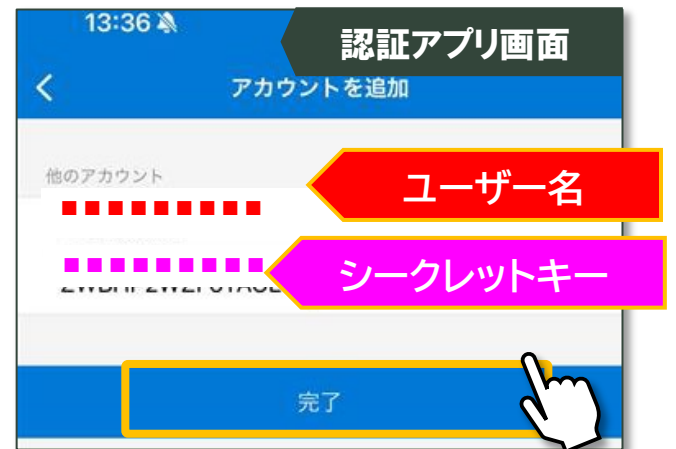 13:36
認証アプリ画面
アカウントを追加
他のアカウント
ユーザー名
シークレットキー
完了